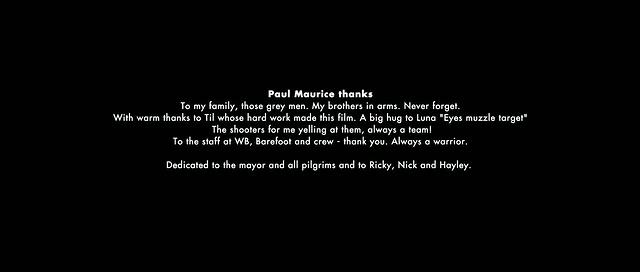 Paul Maurice thanks
To my family, those grey men. My brothers in arms. Never forget.
With warm thanks to Til whose hard work made this film. A big hug to Luna "Eyes muzzle target"
The shooters for me yelling at them, always a team!
To the staff at WB, Barefoot and crew - thank you. Always a warrior.
Dedicated to the mayor and all pilgrims and to Ricky, Nick and Hayley.